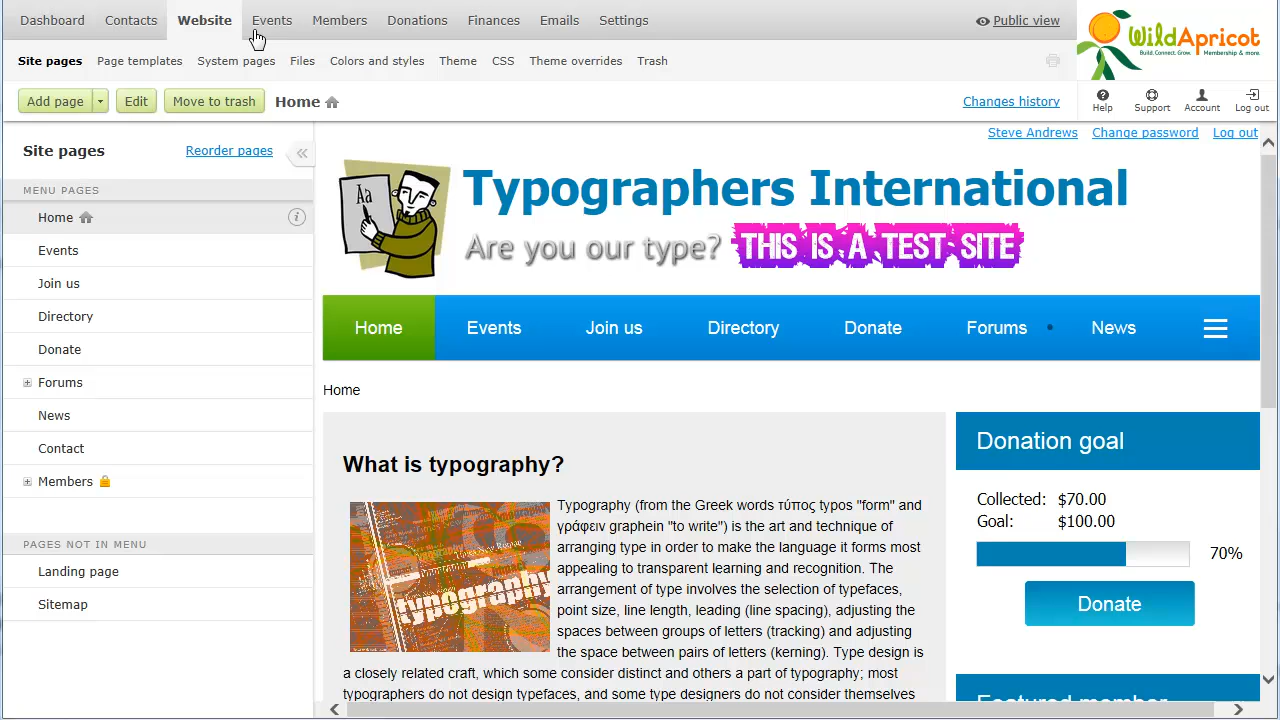 Dashboard Contacts Website Events Members Donations Finances Emails Settings Public view
WildApricot
Build. Connect. Grow. Membership & more.
Site pages Page templates System pages Files Colors and styles Theme CSS Theme overrides Trash
Add page Edit Move to trash Home Changes history
Help Support Account Log out
Site pages Reorder pages
MENU PAGES
Home
Events
Join us
Directory
Donate
Forums
News
Contact
Members
PAGES NOT IN MENU
Landing page
Sitemap
Steve Andrews Change password Log out
Aa
Typographers International
Are you our type? THIS IS A TEST SITE
Home Events Join us Directory Donate Forums News
Home
What is typography?
typography
Typography (from the Greek words τύπος typos "form" and
γράφειν graphein "to write") is the art and technique of
arranging type in order to make the language it forms most
appealing to transparent learning and recognition. The
arrangement of type involves the selection of typefaces,
point size, line length, leading (line spacing), adjusting the
spaces between groups of letters (tracking) and adjusting
the space between pairs of letters (kerning). Type design is
a closely related craft, which some consider distinct and others a part of typography; most
typographers do not design typefaces, and some type designers do not consider themselves
Donation goal
Collected: $70.00
Goal: $100.00
70%
Donate
Featured member